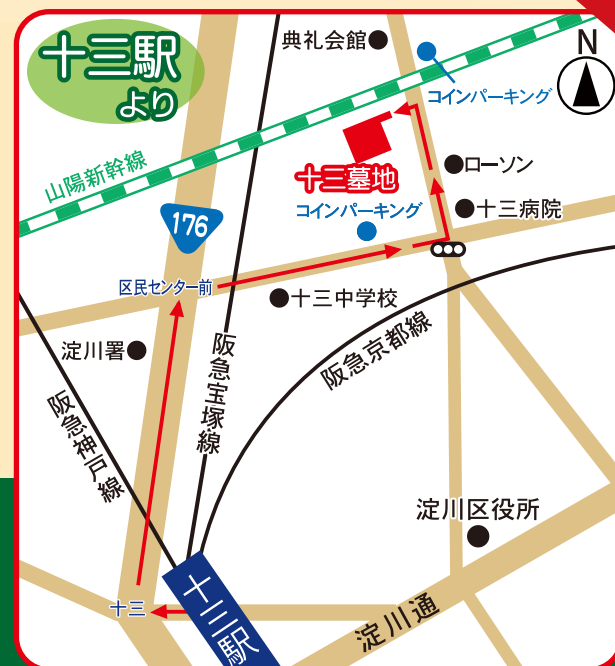 十三駅
より
典礼会館
N
コインパーキング
山陽新幹線
十三墓地
ローソン
コインパーキング
十三病院
176
区民センター前
十三中学校
淀川署
阪急宝塚線
阪急京都線
阪急神戸線
淀川区役所
十三
十三駅
淀川通